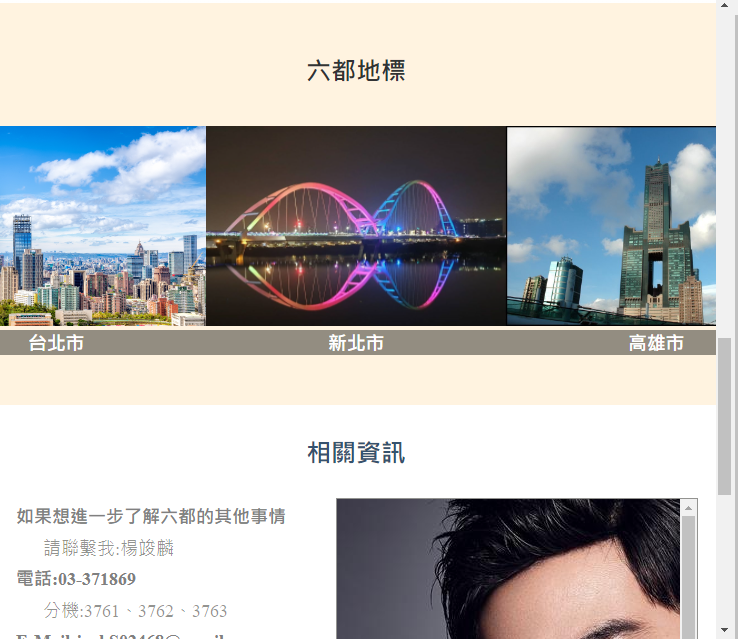 六都地標
台北市
新北市
高雄市
相關資訊
如果想進一步了解六都的其他事情
請聯繫我:楊竣麟
電話:03-371869
分機:3761、3762、3763